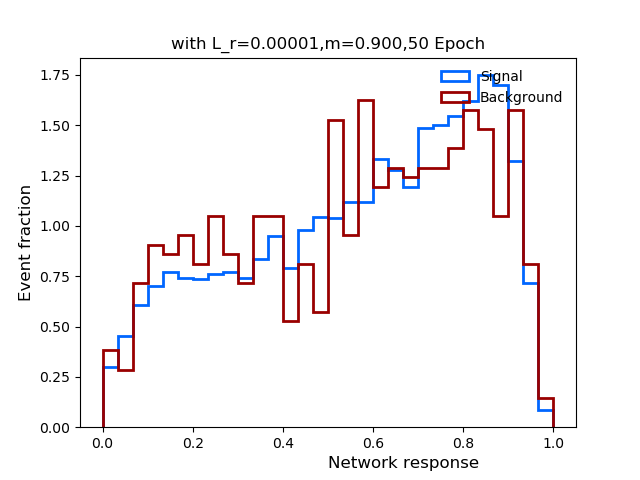 with L_r=0.00001,m=0.900,50 Epoch
Signal
Background
1.75
1.50
1.25
1.00
0.75
0.50
0.25
0.00
Event fraction
0.0 0.2 0.4 0.6 0.8 1.0
Network response